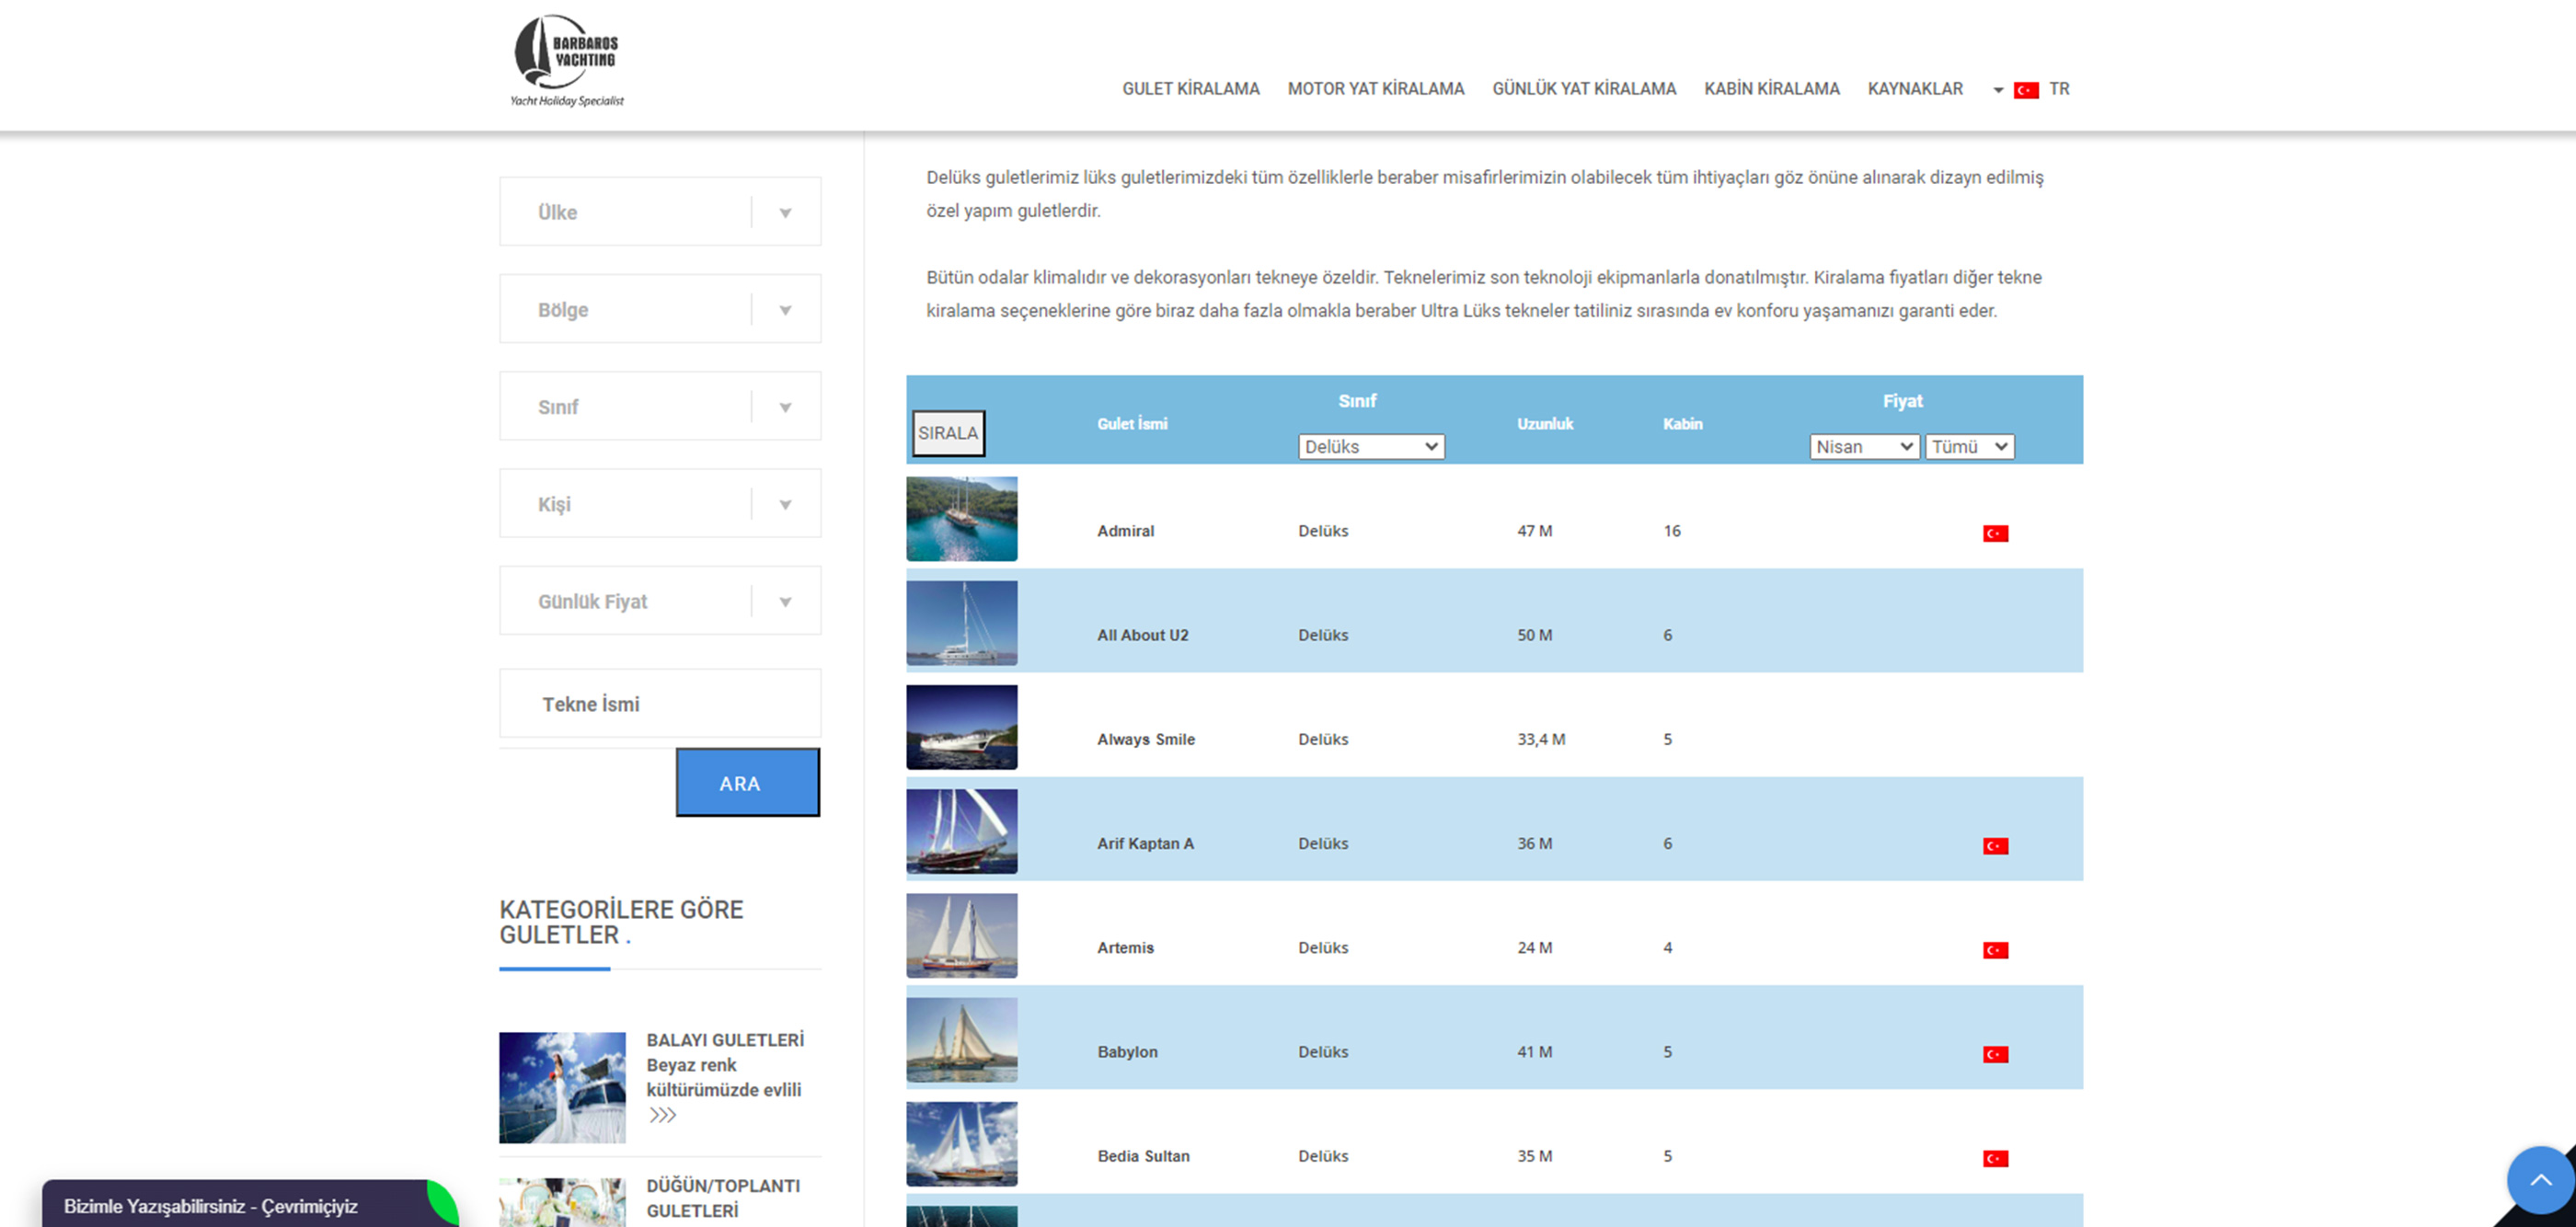 BARBAROS
YACHTING
Yacht Holiday Specialist
GULET KİRALAMA MOTOR YAT KİRALAMA GÜNLÜK YAT KİRALAMA KABİN KİRALAMA KAYNAKLAR TR
Ülke
Bölge
Sınıf
Kişi
Günlük Fiyat
Tekne İsmi
ARA
KATEGORİLERE GÖRE
GULETLER .
BALAYI GULETLERİ
Beyaz renk
kültürümüzde evlili
DÜĞÜN/TOPLANTI
GULETLERİ
Bizimle Yazışabilirsiniz - Çevrimiçiyiz
Delüks guletlerimiz lüks guletlerimizdeki tüm özelliklerle beraber misafirlerimizin olabilecek tüm ihtiyaçları göz önüne alınarak dizayn edilmiş
özel yapım guletlerdir.
Bütün odalar klimalıdır ve dekorasyonları tekneye özeldir. Teknelerimiz son teknoloji ekipmanlarla donatılmıştır. Kiralama fiyatları diğer tekne
kiralama seçeneklerine göre biraz daha fazla olmakla beraber Ultra Lüks tekneler tatiliniz sırasında ev konforu yaşamanızı garanti eder.
Sınıf Fiyat
SIRALA Gulet İsmi Uzunluk Kabin
Delüks Nisan Tümü
Admiral Delüks 47 M 16
All About U2 Delüks 50 M 6
Always Smile Delüks 33,4 M 5
Arif Kaptan A Delüks 36 M 6
Artemis Delüks 24 M 4
Babylon Delüks 41 M 5
Bedia Sultan Delüks 35 M 5